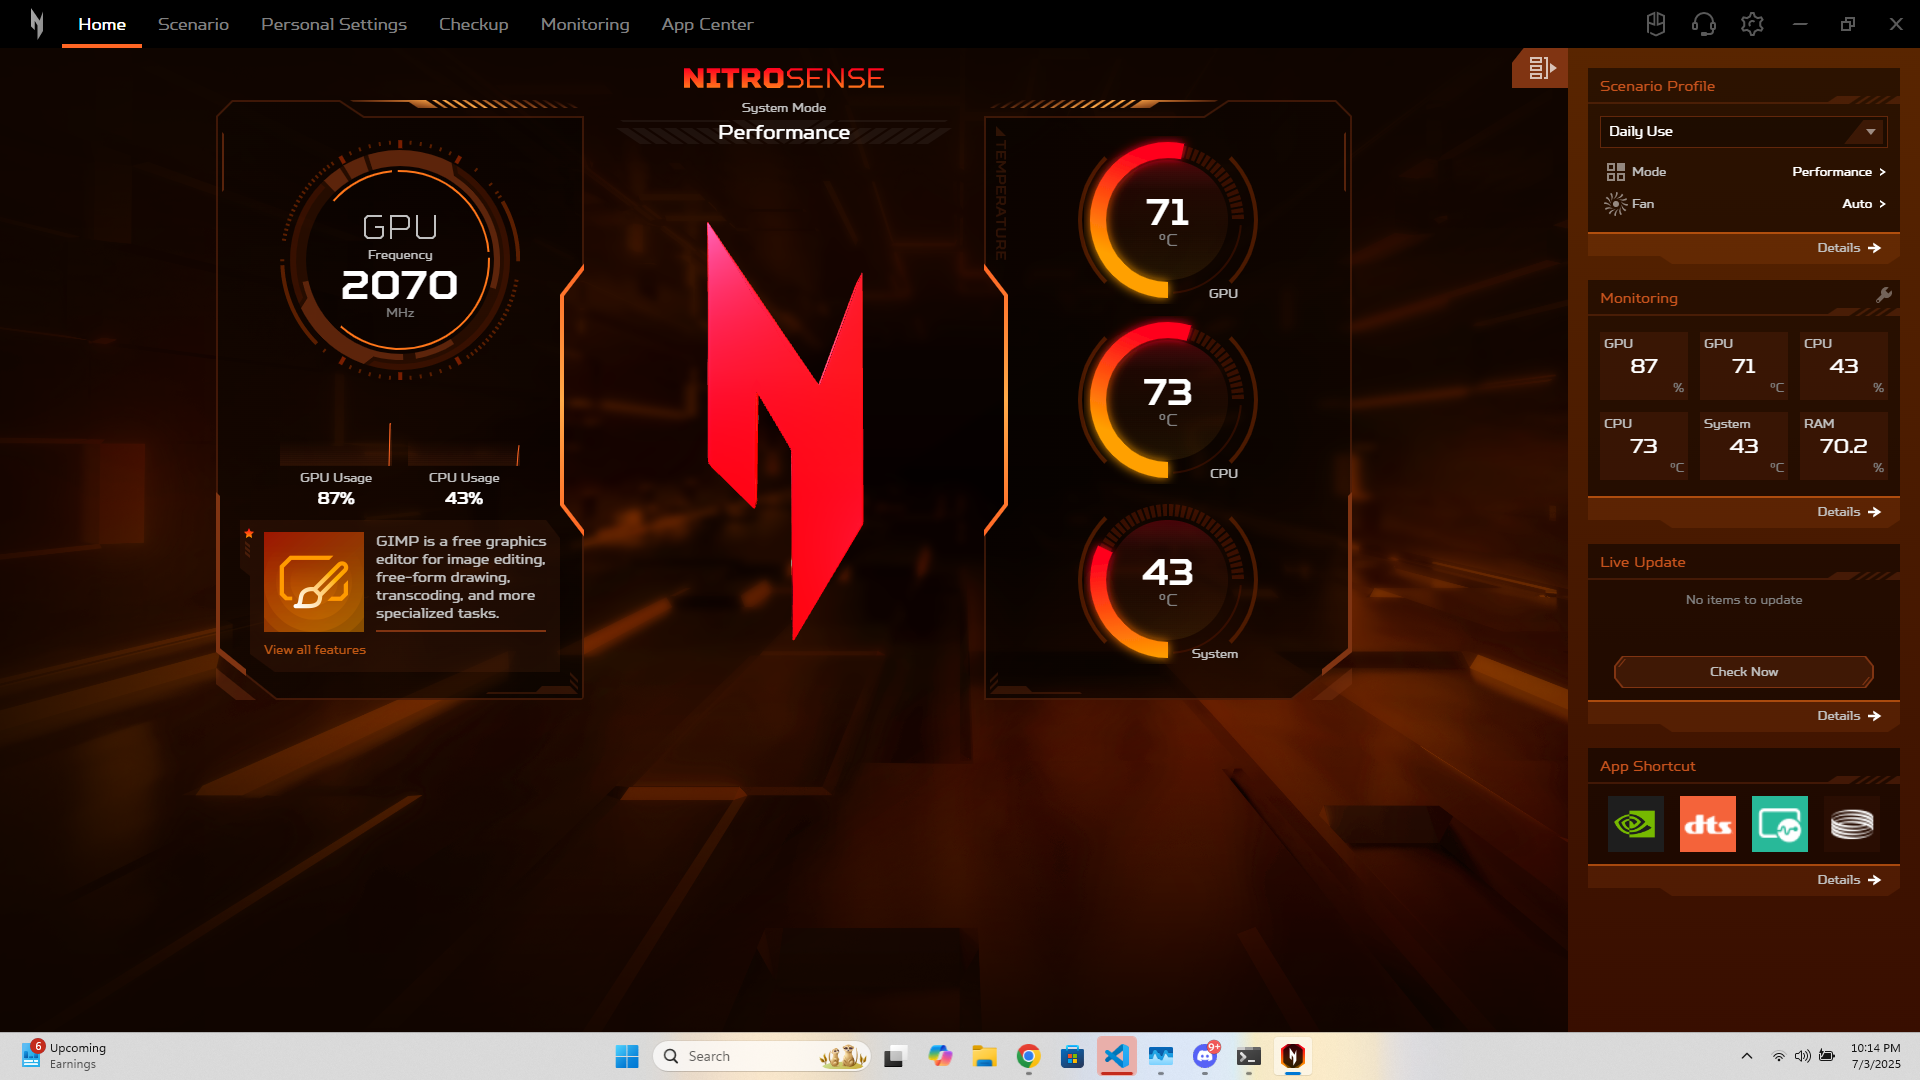 Home
Scenario
Personal Settings
Checkup
Monitoring
App Center
NITROSENSE
System Mode
Performance
GPU
Frequency
2070
MHz
GPU Usage
87%
CPU Usage
43%
GIMP is a free graphics
editor for image editing,
free-form drawing,
transcoding, and more
specialized tasks.
View all features
TEMPERATURE
71
°C
GPU
73
°C
CPU
43
°C
System
Scenario Profile
Daily Use
Mode
Performance >
Fan
Auto >
Details
Monitoring
GPU
87
%
GPU
71
°C
CPU
43
%
CPU
73
°C
System
43
°C
RAM
70.2
%
Details
Live Update
No items to update
Check Now
Details
App Shortcut
dts
Details
6
Upcoming
Earnings
Search
9+
10:14 PM
7/3/2025